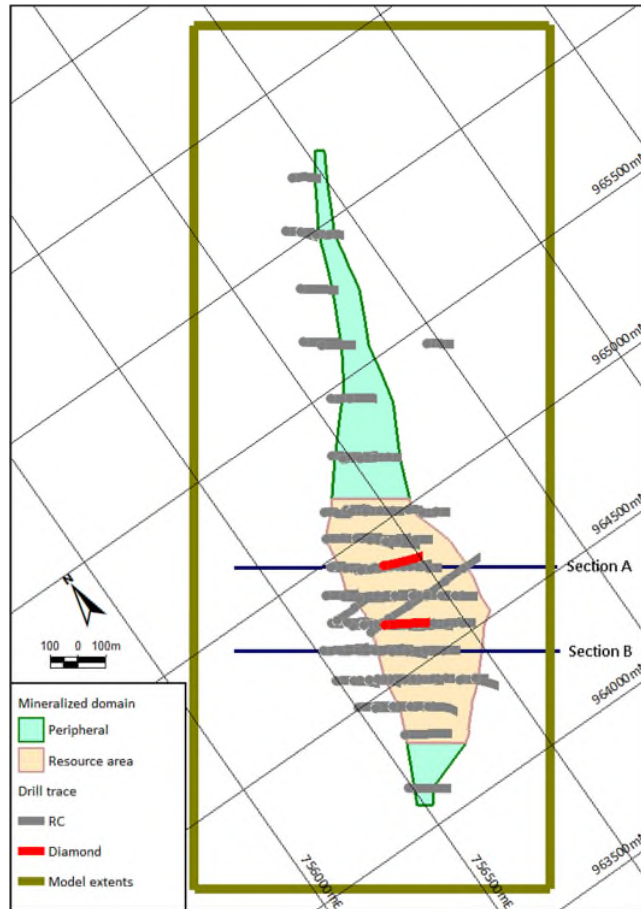 965500mN
965000mN
964500mN
Section A
N
100 0 100m
Section B
964000mN
Mineralized domain
Peripheral
Resource area
Drill trace
RC
Diamond
Model extents
756000mE
756500mE
963500mN